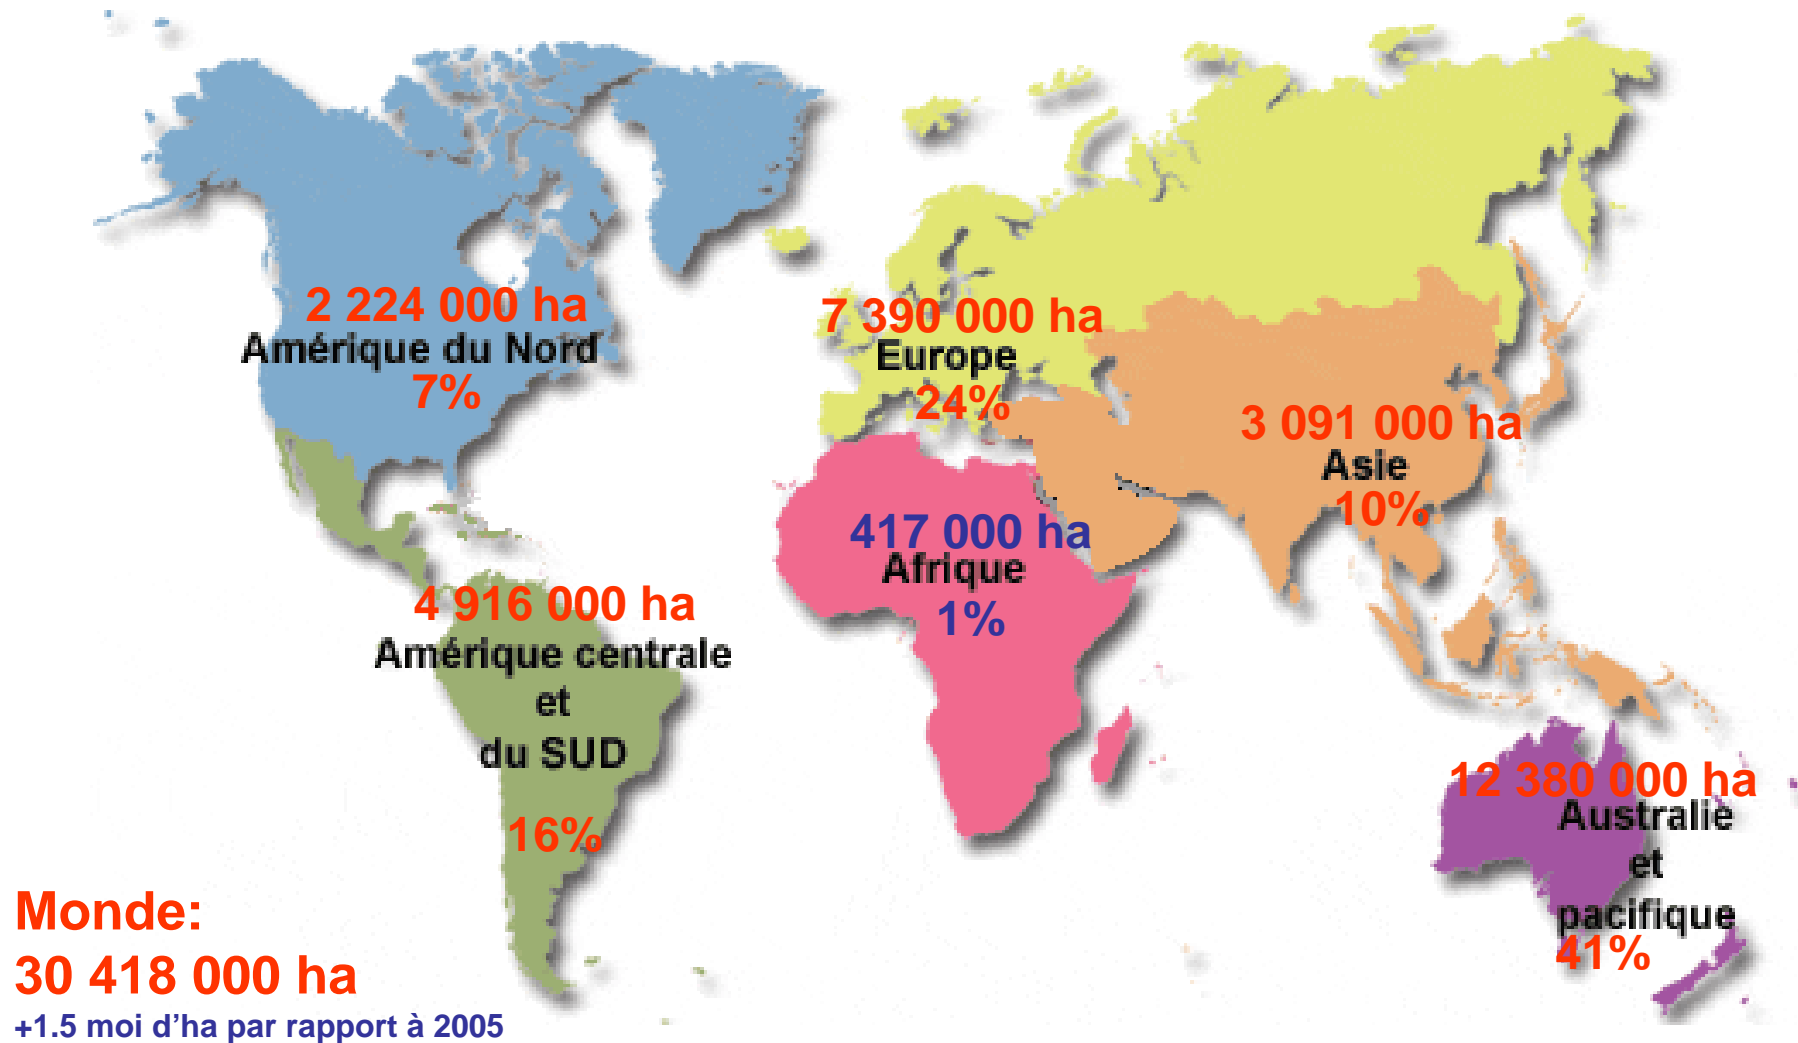 2 224 000 ha
Amérique du Nord
7%
7 390 000 ha
Europe
24%
3 091 000 ha
Asie
10%
417 000 ha
Afrique
1%
4 916 000 ha
Amérique centrale
et
du SUD
16%
12 380 000 ha
Australie
et
pacifique
41%
Monde:
30 418 000 ha
+1.5 moi d'ha par rapport à 2005